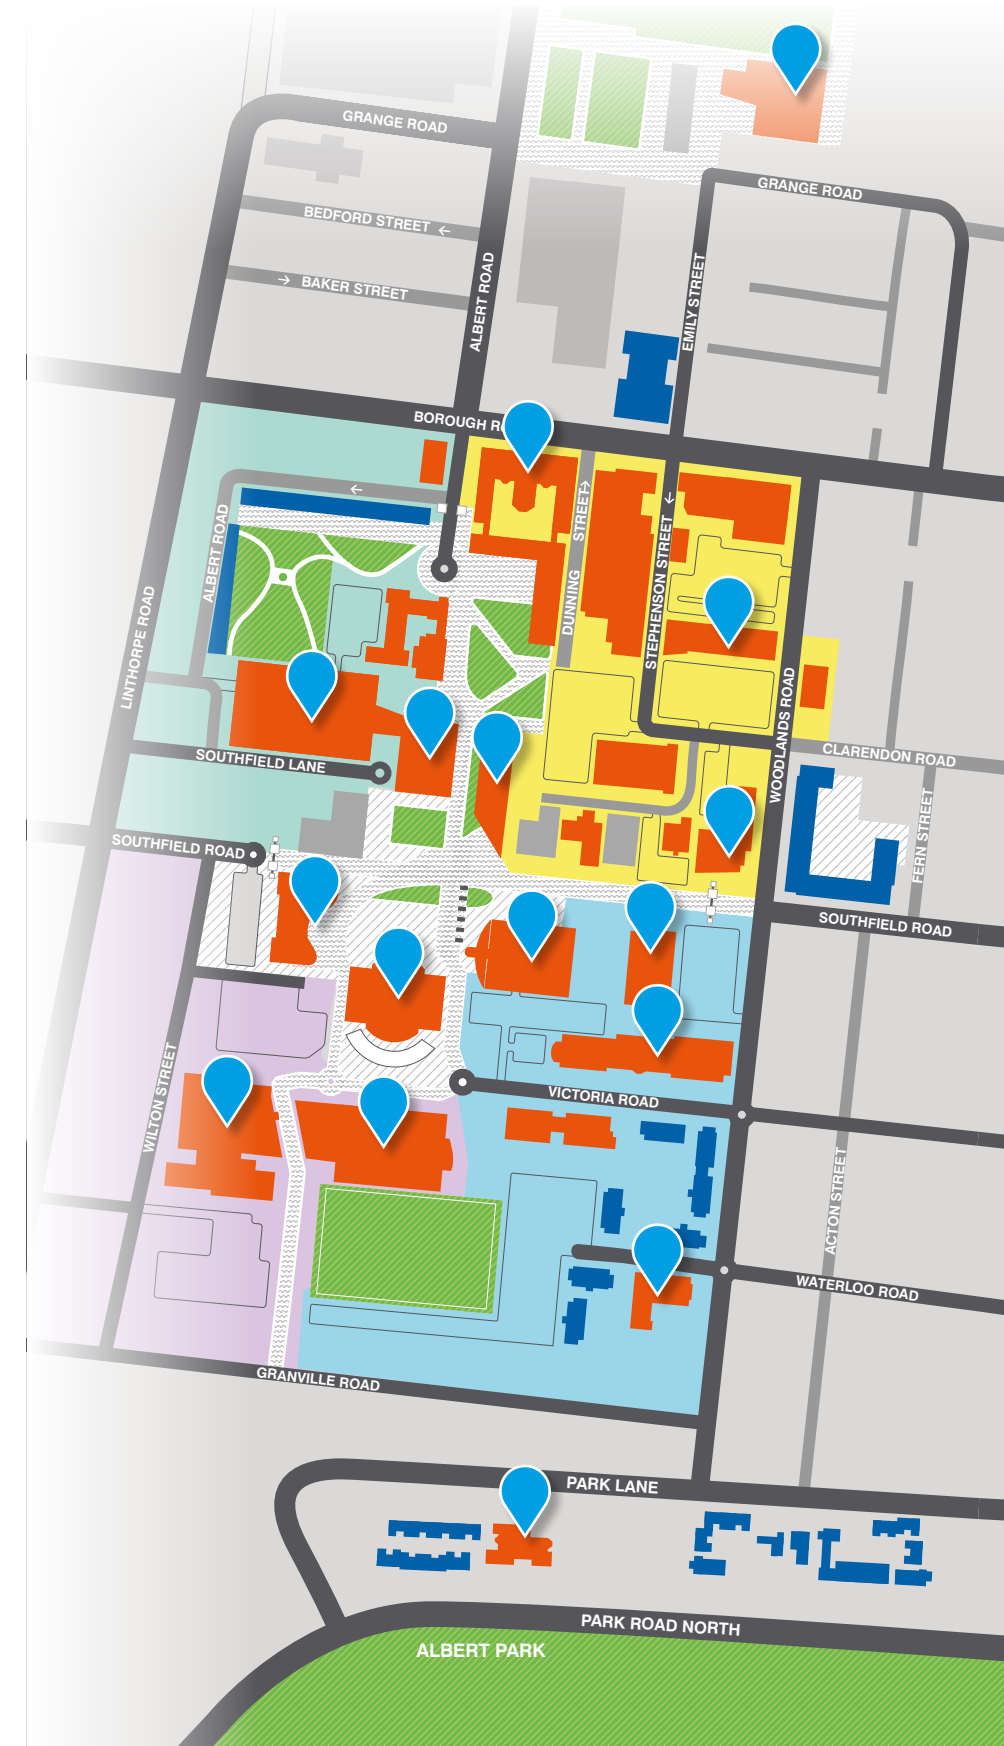 GRANGE ROAD
GRANGE ROAD
BEDFORD STREET
BAKER STREET
ALBERT ROAD
EMILY STREET
BOROUGH RO
ALBERT ROAD
DUNNING STREET
STEPHENSON STREET
LINTHORPE ROAD
WOODLANDS ROAD
CLARENDON ROAD
SOUTHFIELD LANE
FERN STREET
SOUTHFIELD ROAD
SOUTHFIELD ROAD
WILTON STREET
VICTORIA ROAD
ACTON STREET
WATERLOO ROAD
GRANVILLE ROAD
PARK LANE
PARK ROAD NORTH
ALBERT PARK